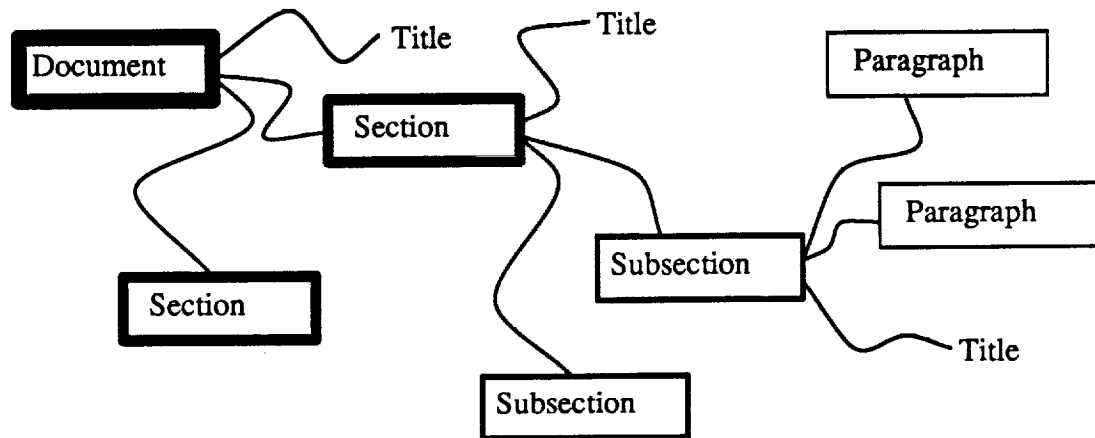 Title
Title
Document
Paragraph
Section
Paragraph
Subsection
Section
Title
Subsection